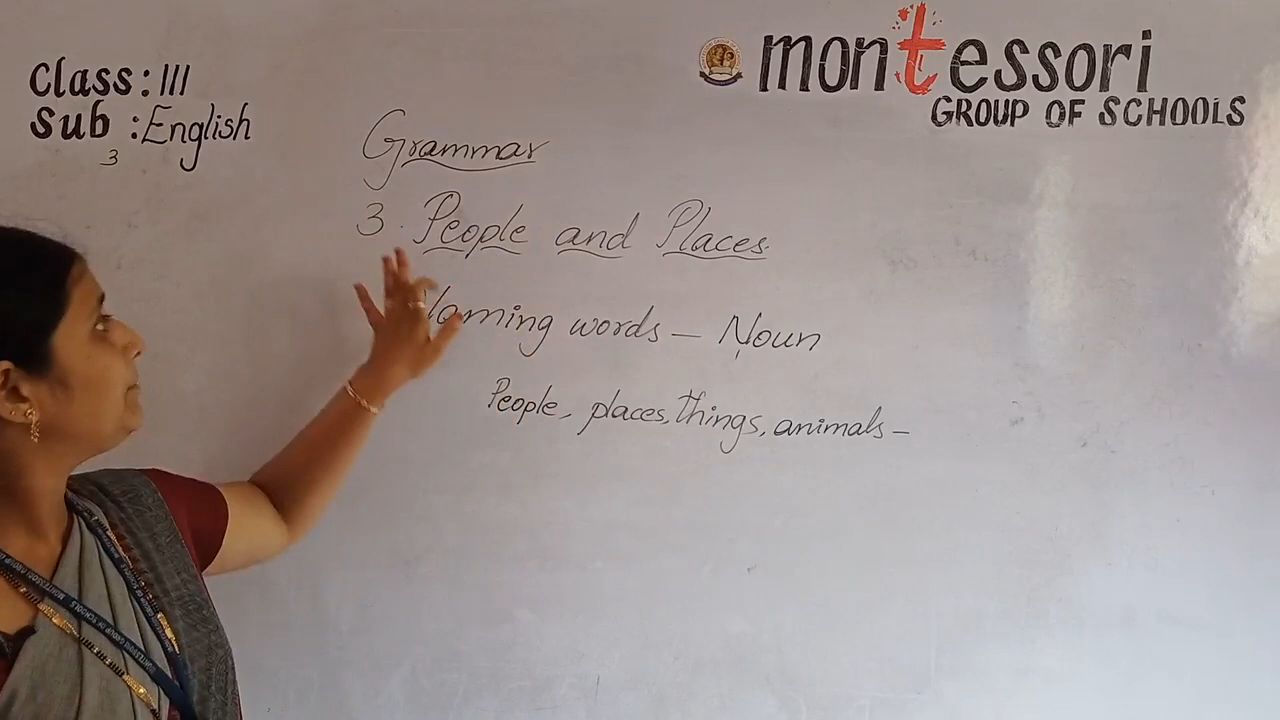 Class: III
Sub : English
3
montessori
GROUP OF SCHOOLS
Grammar
3. People and Places
Naming words – Noun
People, places, things, animals –